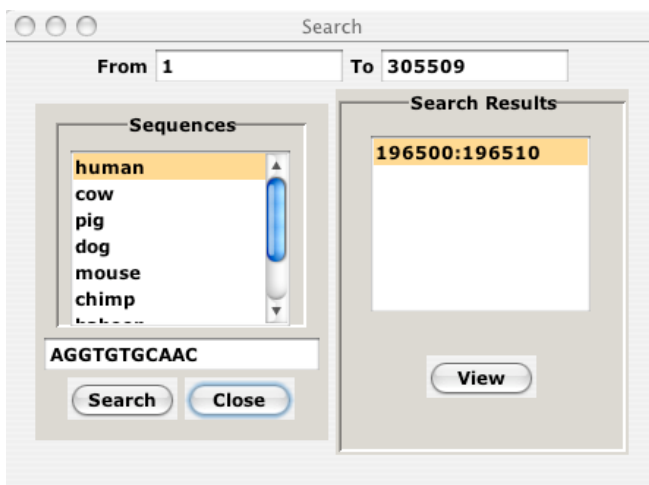 Search
From 1 To 305509
Sequences
human
cow
pig
dog
mouse
chimp
AGGTGTGCAAC
Search Close
Search Results
196500:196510
View